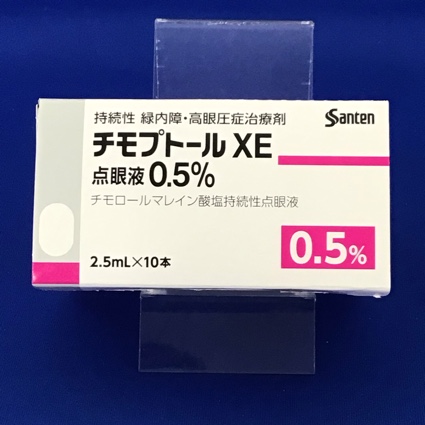 持続性 緑内障・高眼圧症治療剤
Santen
チモプトール XE
点眼液 0.5%
チモロールマレイン酸塩持続性点眼液
2.5mL×10本
0.5%